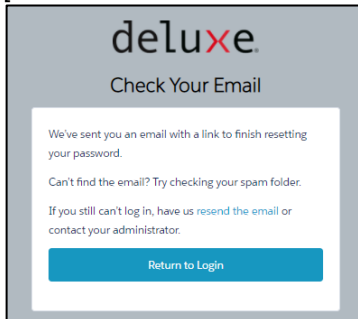 deluxe.
Check Your Email
We've sent you an email with a link to finish resetting
your password.
Can't find the email? Try checking your spam folder.
If you still can't log in, have us resend the email or
contact your administrator.
Return to Login